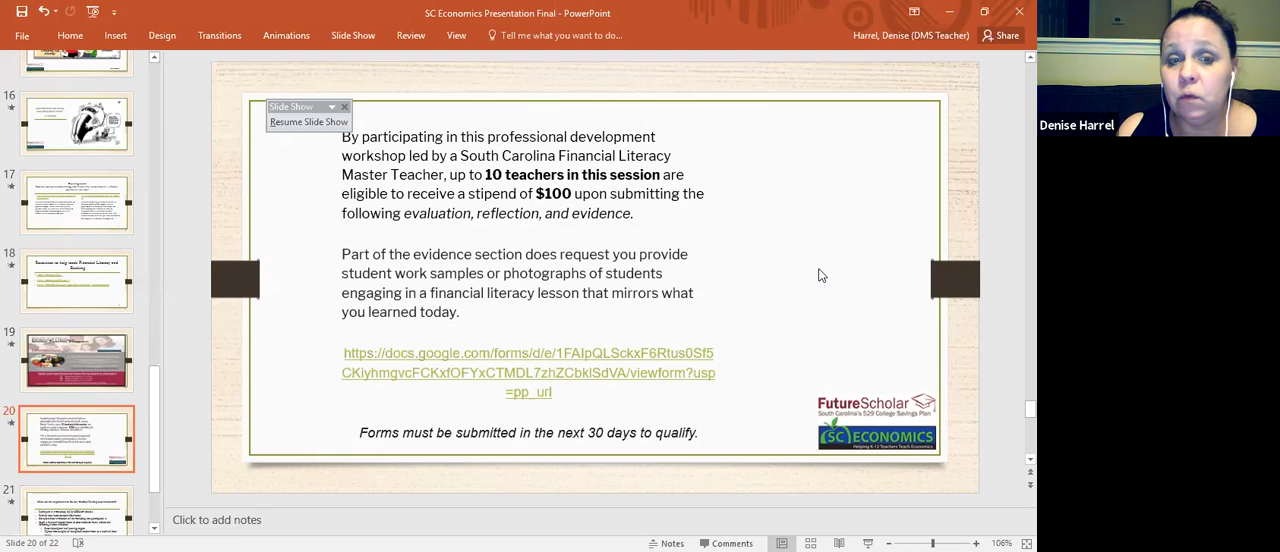 SC Economics Presentation Final - PowerPoint
File Home Insert Design Transitions Animations Slide Show Review View Tell me what you want to do... Harrel, Denise (DMS Teacher) Share
Denise Harrel
16
17
18
19
20
21
Slide Show
Resume Slide Show
By participating in this professional development
workshop led by a South Carolina Financial Literacy
Master Teacher, up to 10 teachers in this session are
eligible to receive a stipend of $100 upon submitting the
following evaluation, reflection, and evidence.
Part of the evidence section does request you provide
student work samples or photographs of students
engaging in a financial literacy lesson that mirrors what
you learned today.
https://docs.google.com/forms/d/e/1FAIpQLSckxF6Rtus0Sf5
CKiyhmgvcFCKxfOFYxCTMDL7zhZCbklSdVA/viewform?usp
=pp_url
Forms must be submitted in the next 30 days to qualify.
FutureScholar
South Carolina's 529 College Savings Plan
SC ECONOMICS
Helping K-12 Teachers Teach Economics
Click to add notes
Slide 20 of 22 Notes Comments 106%